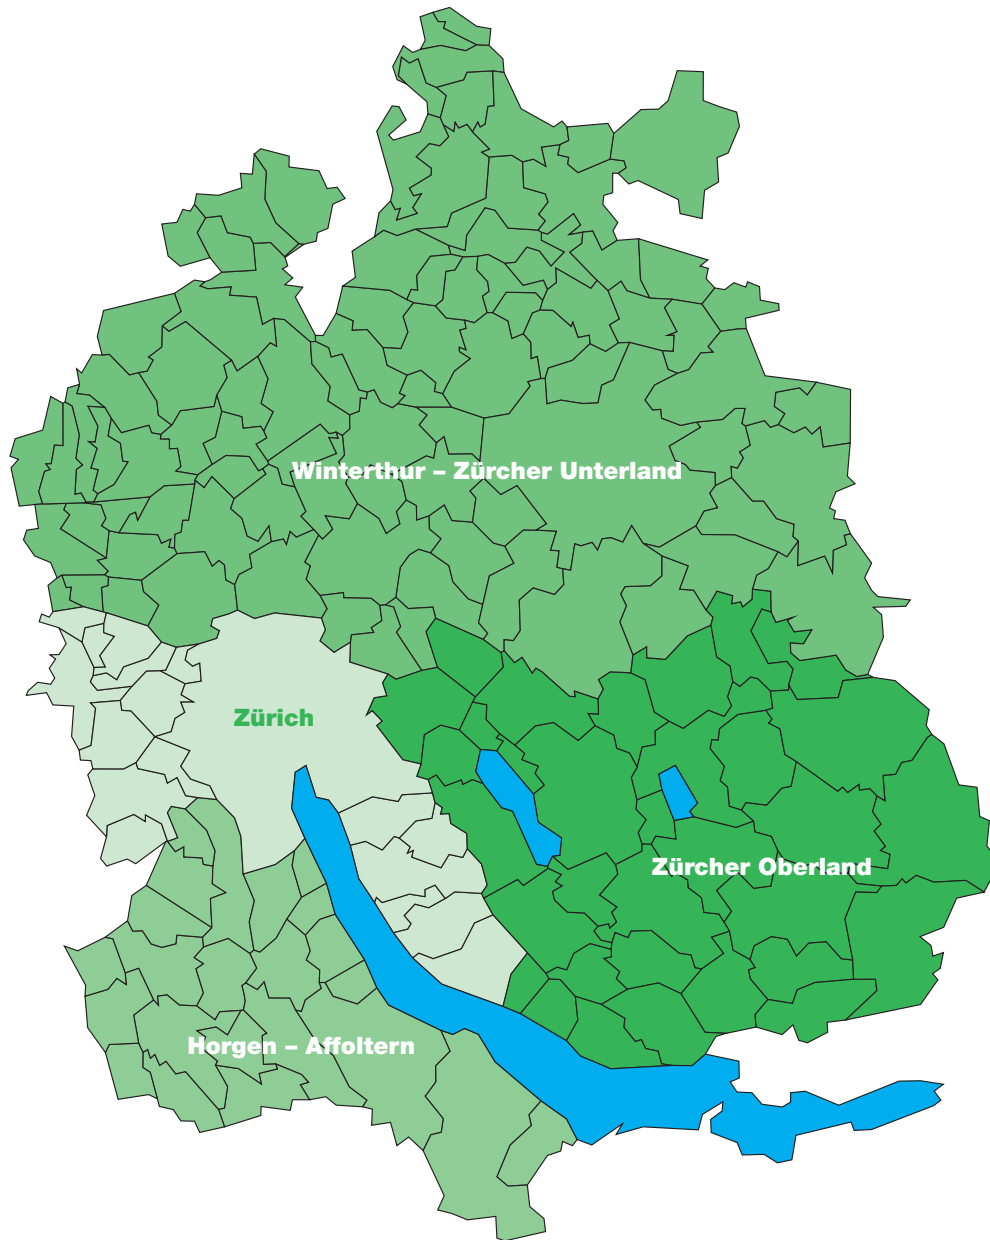 Winterthur – Zürcher Unterland
Zürich
Zürcher Oberland
Horgen – Affoltern